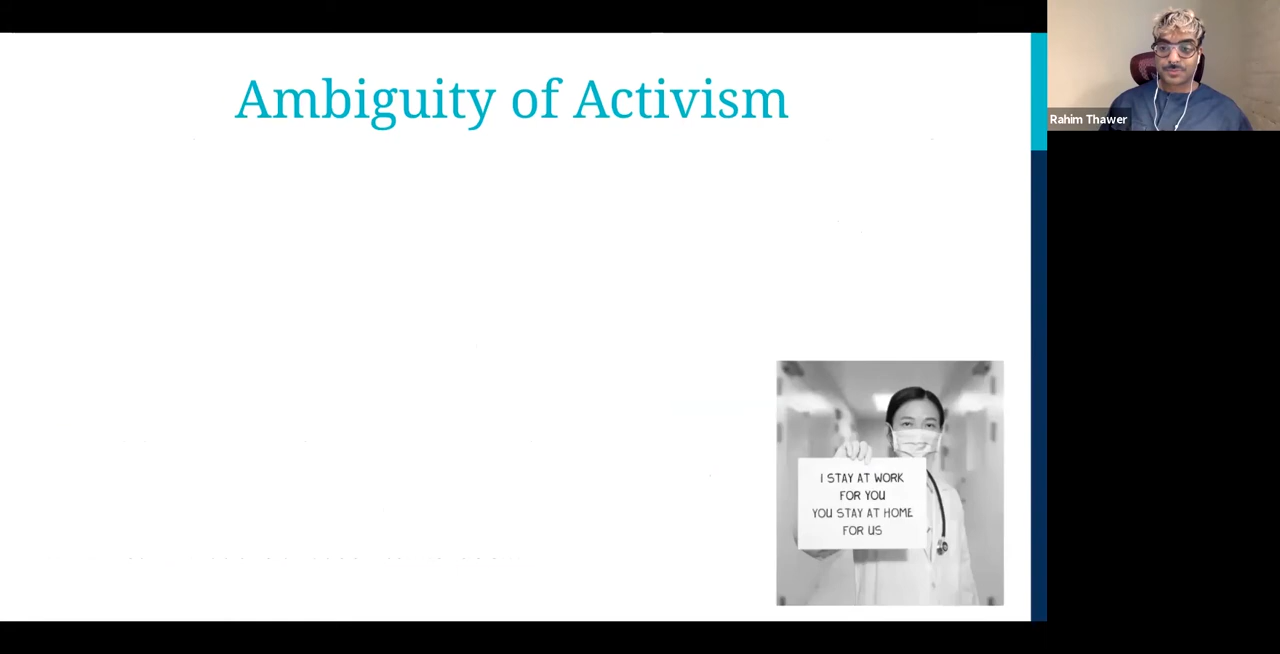 Ambiguity of Activism
Rahim Thawer
I STAY AT WORK
FOR YOU
YOU STAY AT HOME
FOR US